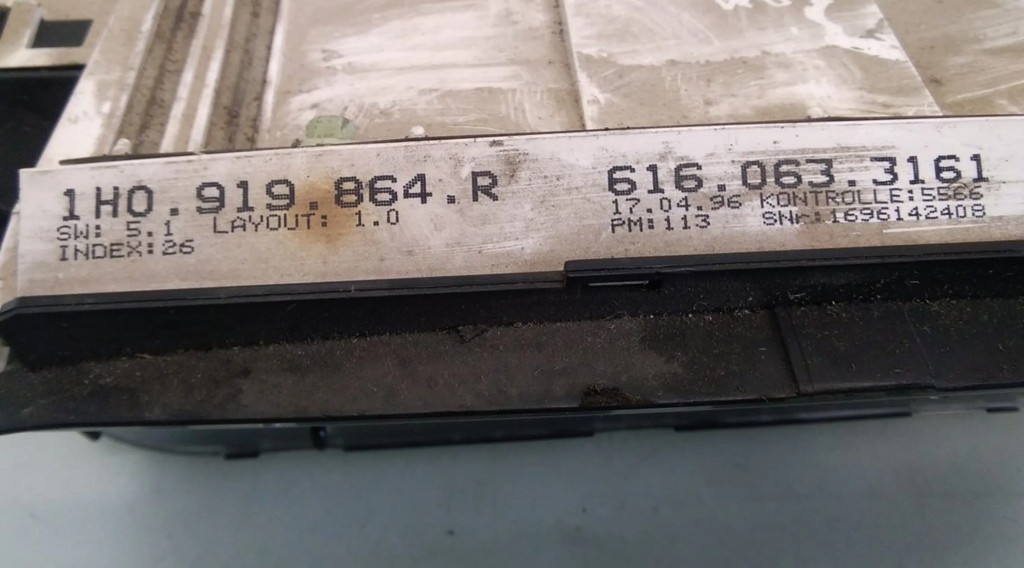 1H0.919.864.R
SW: 5.1 LAYOUT: 1.0
INDEX:26
616.063.3161
17.04.96 KONTROLLE:5566
PM:113 SNr:1696142408